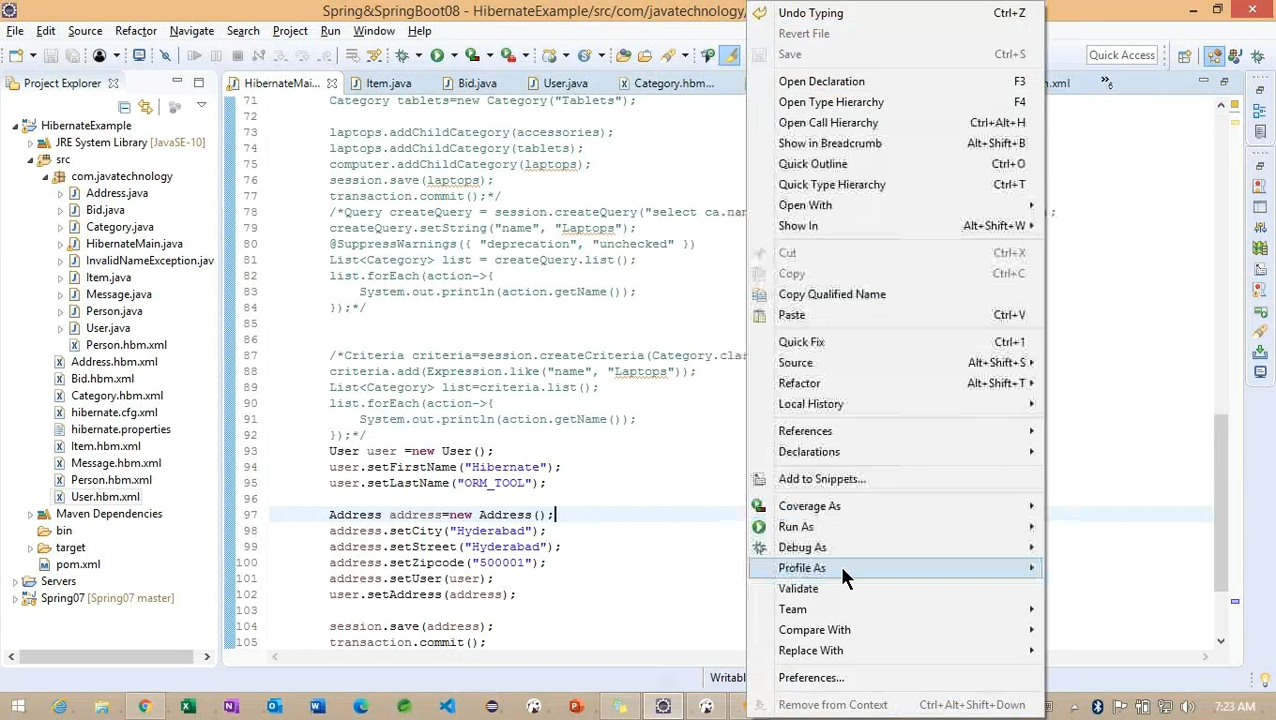 Spring&SpringBoot08 - HibernateExample/src/com/javatechnology/
File Edit Source Refactor Navigate Search Project Run Window Help
Quick Access
Project Explorer
HibernateMai... Item.java Bid.java User.java Category.hbm... .xml »6
HibernateExample
JRE System Library [JavaSE-10]
src
com.javatechnology
Address.java
Bid.java
Category.java
HibernateMain.java
InvalidNameException.jav
Item.java
Message.java
Person.java
User.java
Person.hbm.xml
Address.hbm.xml
Bid.hbm.xml
Category.hbm.xml
hibernate.cfg.xml
hibernate.properties
Item.hbm.xml
Message.hbm.xml
Person.hbm.xml
User.hbm.xml
Maven Dependencies
bin
target
pom.xml
Servers
Spring07 [Spring07 master]
71 Category tablets=new Category("Tablets");
72
73 laptops.addChildCategory(accessories);
74 laptops.addChildCategory(tablets);
75 computer.addChildCategory(laptops);
76 session.save(laptops);
77 transaction.commit();*/
78 /*Query createQuery = session.createQuery("select ca.nam
79 createQuery.setString("name", "Laptops");
80 @SuppressWarnings({ "deprecation", "unchecked" })
81 List<Category> list = createQuery.list();
82 list.forEach(action->{
83 System.out.println(action.getName());
84 });*/
85
86
87 /*Criteria criteria=session.createCriteria(Category.clas
88 criteria.add(Expression.like("name", "Laptops"));
89 List<Category> list=criteria.list();
90 list.forEach(action->{
91 System.out.println(action.getName());
92 });*/
93 User user =new User();
94 user.setFirstName("Hibernate");
95 user.setLastName("ORM_TOOL");
96
97 Address address=new Address();
98 address.setCity("Hyderabad");
99 address.setStreet("Hyderabad");
100 address.setZipcode("500001");
101 address.setUser(user);
102 user.setAddress(address);
103
104 session.save(address);
105 transaction.commit();
Undo Typing Ctrl+Z
Revert File
Save Ctrl+S
Open Declaration F3
Open Type Hierarchy F4
Open Call Hierarchy Ctrl+Alt+H
Show in Breadcrumb Alt+Shift+B
Quick Outline Ctrl+O
Quick Type Hierarchy Ctrl+T
Open With
Show In Alt+Shift+W
Cut Ctrl+X
Copy Ctrl+C
Copy Qualified Name
Paste Ctrl+V
Quick Fix Ctrl+1
Source Alt+Shift+S
Refactor Alt+Shift+T
Local History
References
Declarations
Add to Snippets...
Coverage As
Run As
Debug As
Profile As
Validate
Team
Compare With
Replace With
Preferences...
Remove from Context Ctrl+Alt+Shift+Down
Writabl
7:23 AM